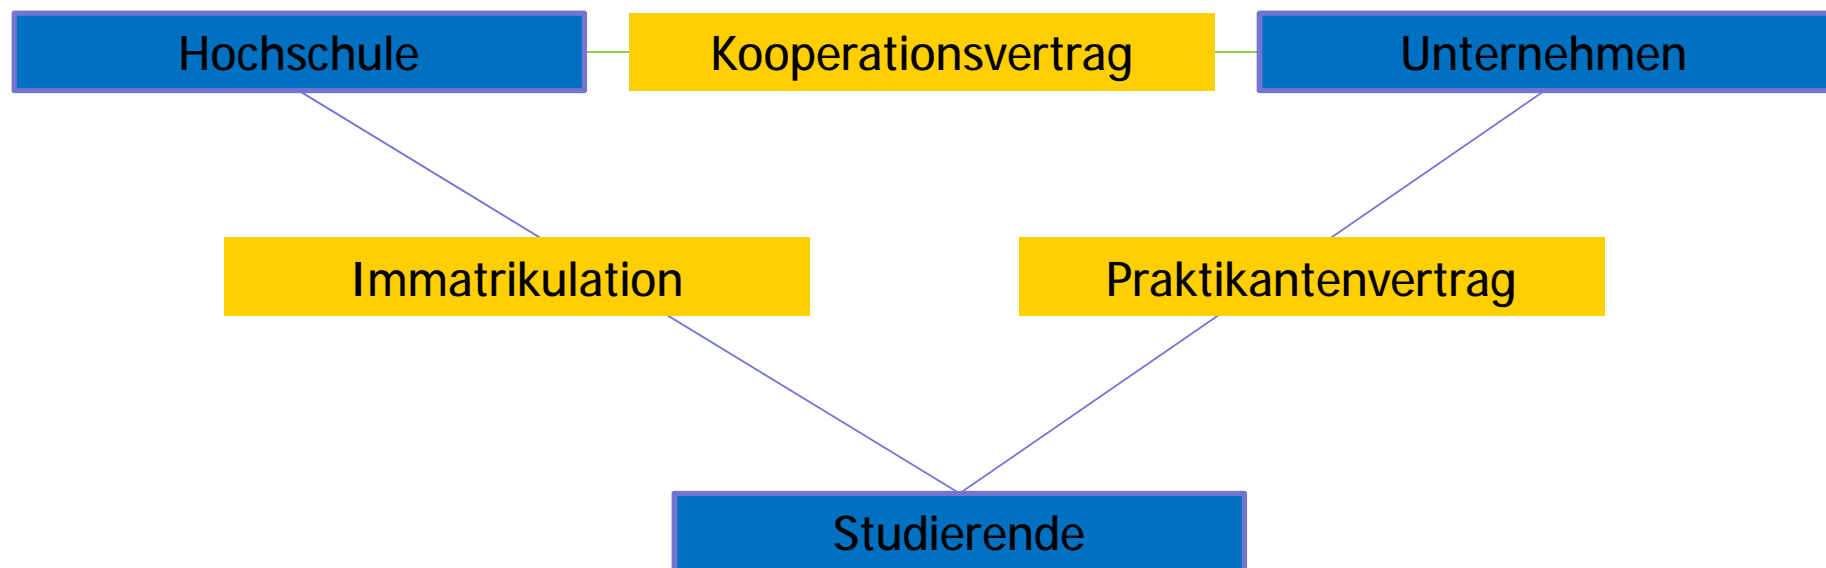 Hochschule
Kooperationsvertrag
Unternehmen
Immatrikulation
Praktikantenvertrag
Studierende